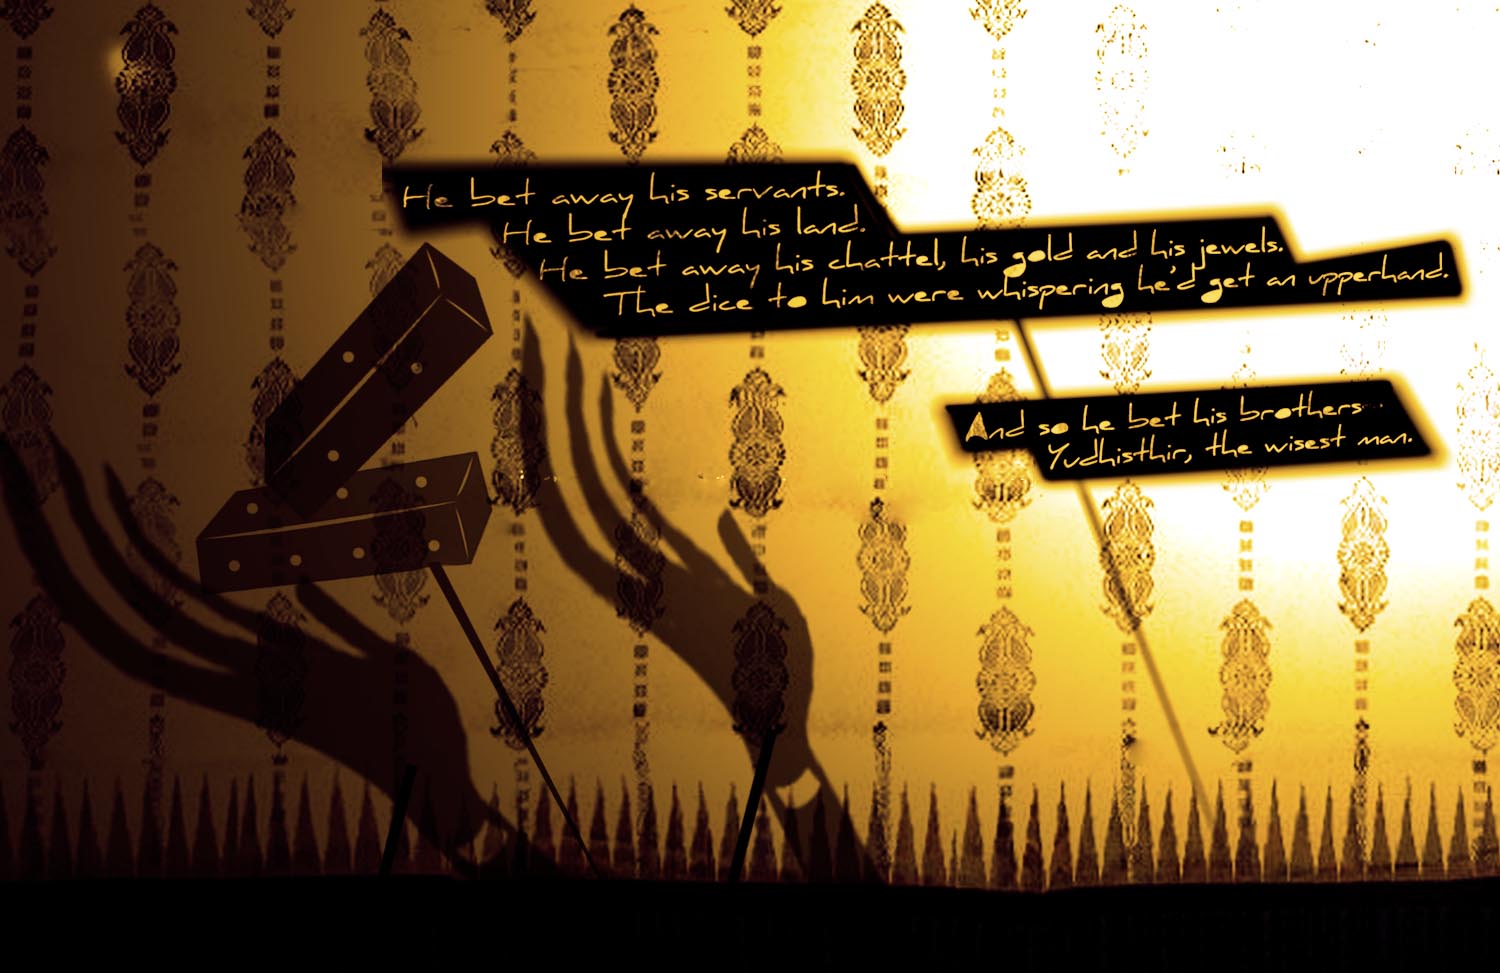 He bet away his servants.
He bet away his land.
He bet away his chattel, his gold and his jewels.
The dice to him were whispering he'd get an upperhand.
And so he bet his brothers...
Yudhisthir, the wisest man.